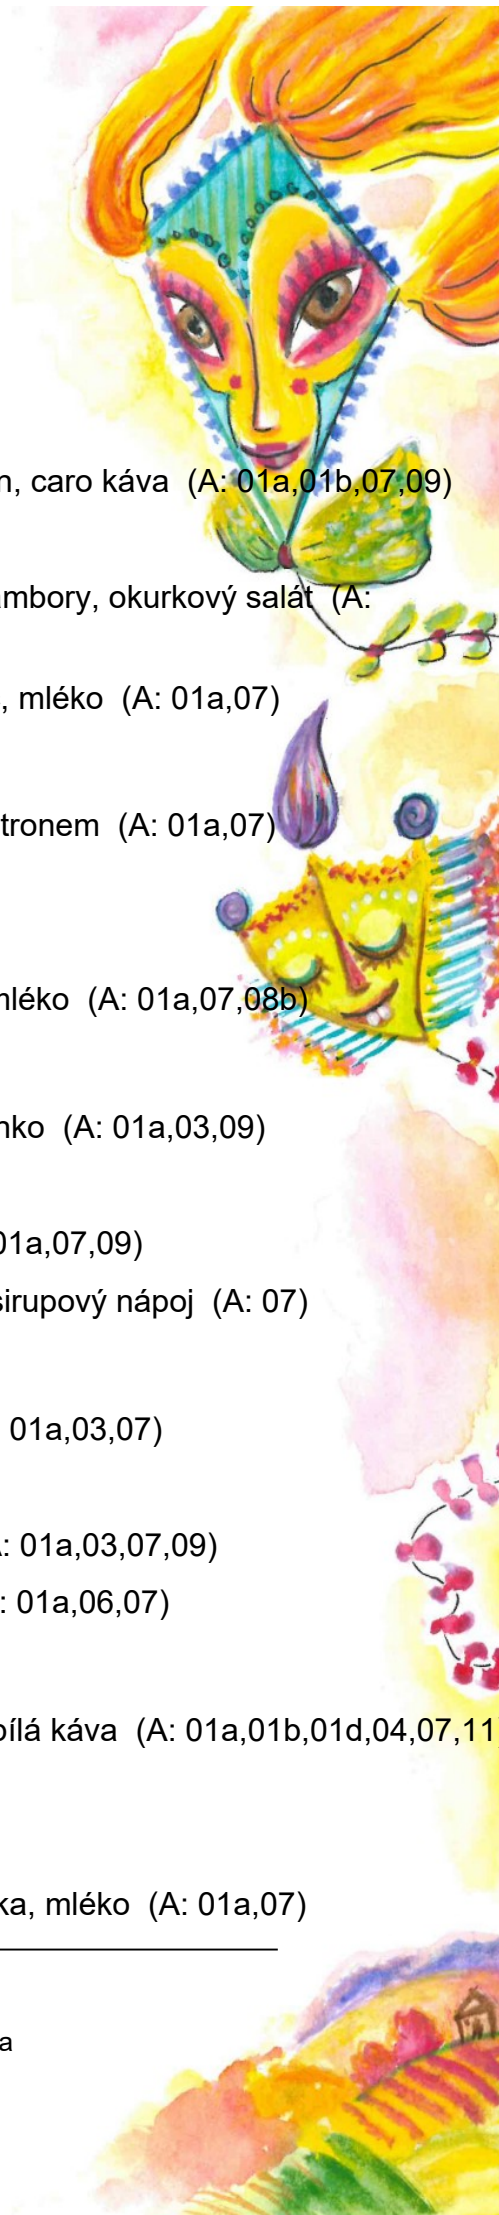 n, caro káva (A: 01a,01b,07,09)
ambory, okurkový salát (A:
, mléko (A: 01a,07)
tronem (A: 01a,07)
mléko (A: 01a,07,08b)
nko (A: 01a,03,09)
01a,07,09)
sirupový nápoj (A: 07)
01a,03,07)
A: 01a,03,07,09)
: 01a,06,07)
bílá káva (A: 01a,01b,01d,04,07,11
ka, mléko (A: 01a,07)
a